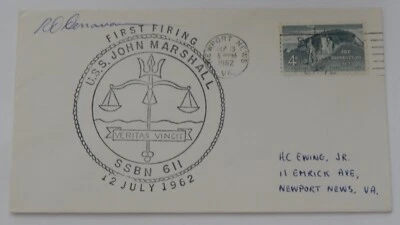 FIRST FIRING
U.S.S. JOHN MARSHALL
VERITAS VINCIT
SSBN 611
12 JULY 1962
NEWPORT NEWS
1962
VA.
4¢
H.C. EWING, JR.
11 EMRICK AVE,
NEWPORT NEWS, VA.